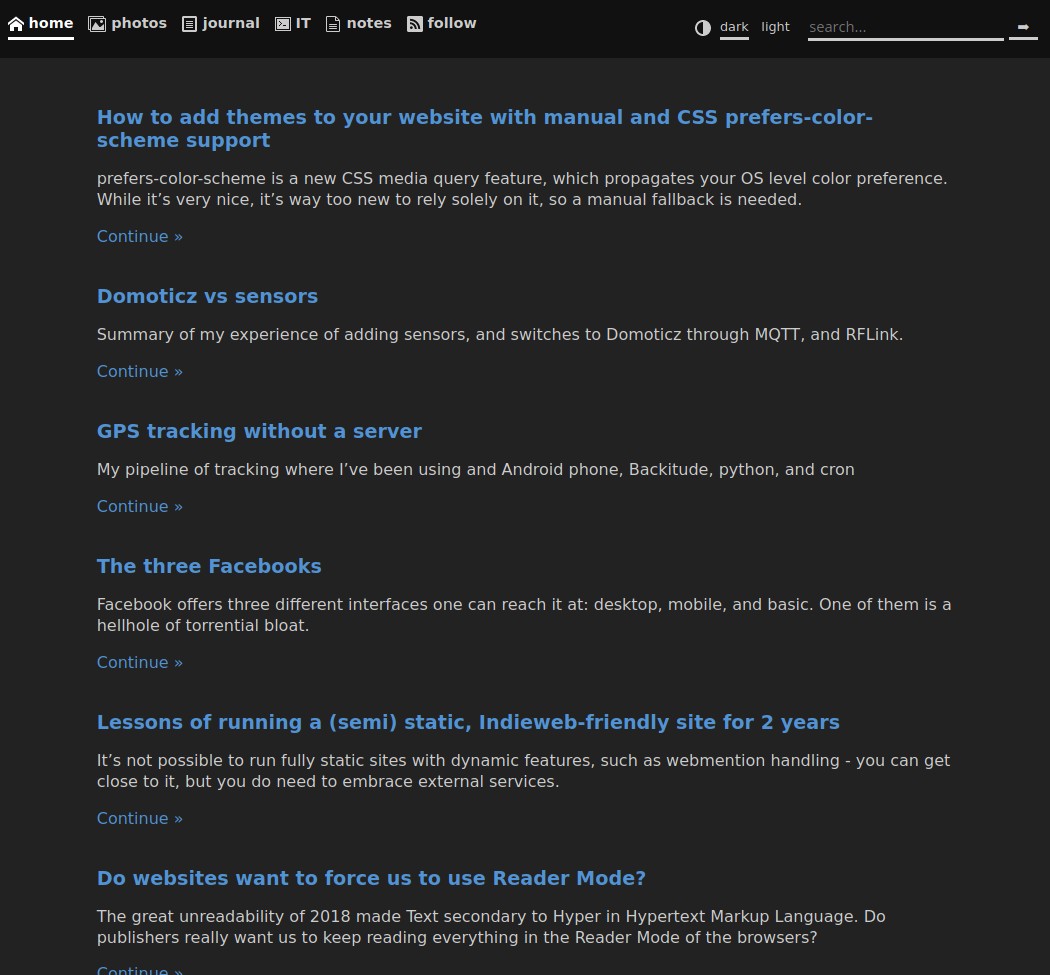 home photos journal IT notes follow dark light search... ➡
How to add themes to your website with manual and CSS prefers-color-
scheme support
prefers-color-scheme is a new CSS media query feature, which propagates your OS level color preference.
While it’s very nice, it’s way too new to rely solely on it, so a manual fallback is needed.
Continue »
Domoticz vs sensors
Summary of my experience of adding sensors, and switches to Domoticz through MQTT, and RFLink.
Continue »
GPS tracking without a server
My pipeline of tracking where I’ve been using and Android phone, Backitude, python, and cron
Continue »
The three Facebooks
Facebook offers three different interfaces one can reach it at: desktop, mobile, and basic. One of them is a
hellhole of torrential bloat.
Continue »
Lessons of running a (semi) static, Indieweb-friendly site for 2 years
It’s not possible to run fully static sites with dynamic features, such as webmention handling - you can get
close to it, but you do need to embrace external services.
Continue »
Do websites want to force us to use Reader Mode?
The great unreadability of 2018 made Text secondary to Hyper in Hypertext Markup Language. Do
publishers really want us to keep reading everything in the Reader Mode of the browsers?
Continue »